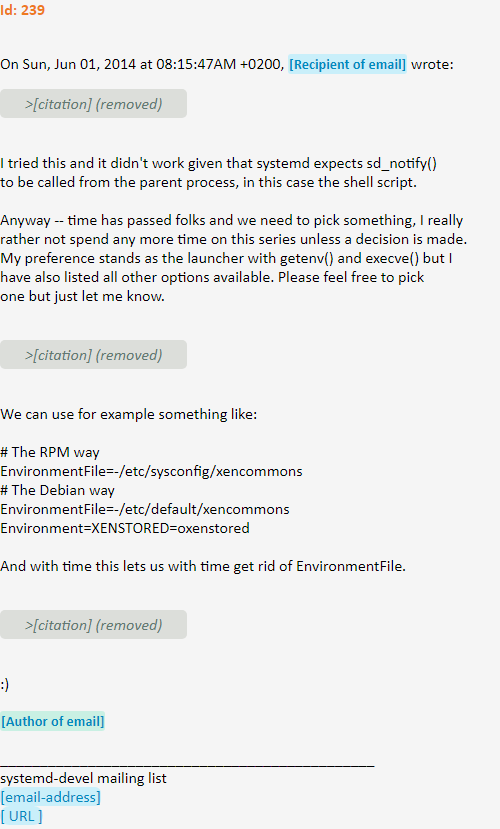 Id: 239
On Sun, Jun 01, 2014 at 08:15:47AM +0200, [Recipient of email] wrote:
>[citation] (removed)
I tried this and it didn't work given that systemd expects sd_notify()
to be called from the parent process, in this case the shell script.
Anyway -- time has passed folks and we need to pick something, I really
rather not spend any more time on this series unless a decision is made.
My preference stands as the launcher with getenv() and execve() but I
have also listed all other options available. Please feel free to pick
one but just let me know.
>[citation] (removed)
We can use for example something like:
# The RPM way
EnvironmentFile=-/etc/sysconfig/xencommons
# The Debian way
EnvironmentFile=-/etc/default/xencommons
Environment=XENSTORED=oxenstored
And with time this lets us with time get rid of EnvironmentFile.
>[citation] (removed)
:)
[Author of email]
_______________________________________________
systemd-devel mailing list
[email-address]
[ URL ]